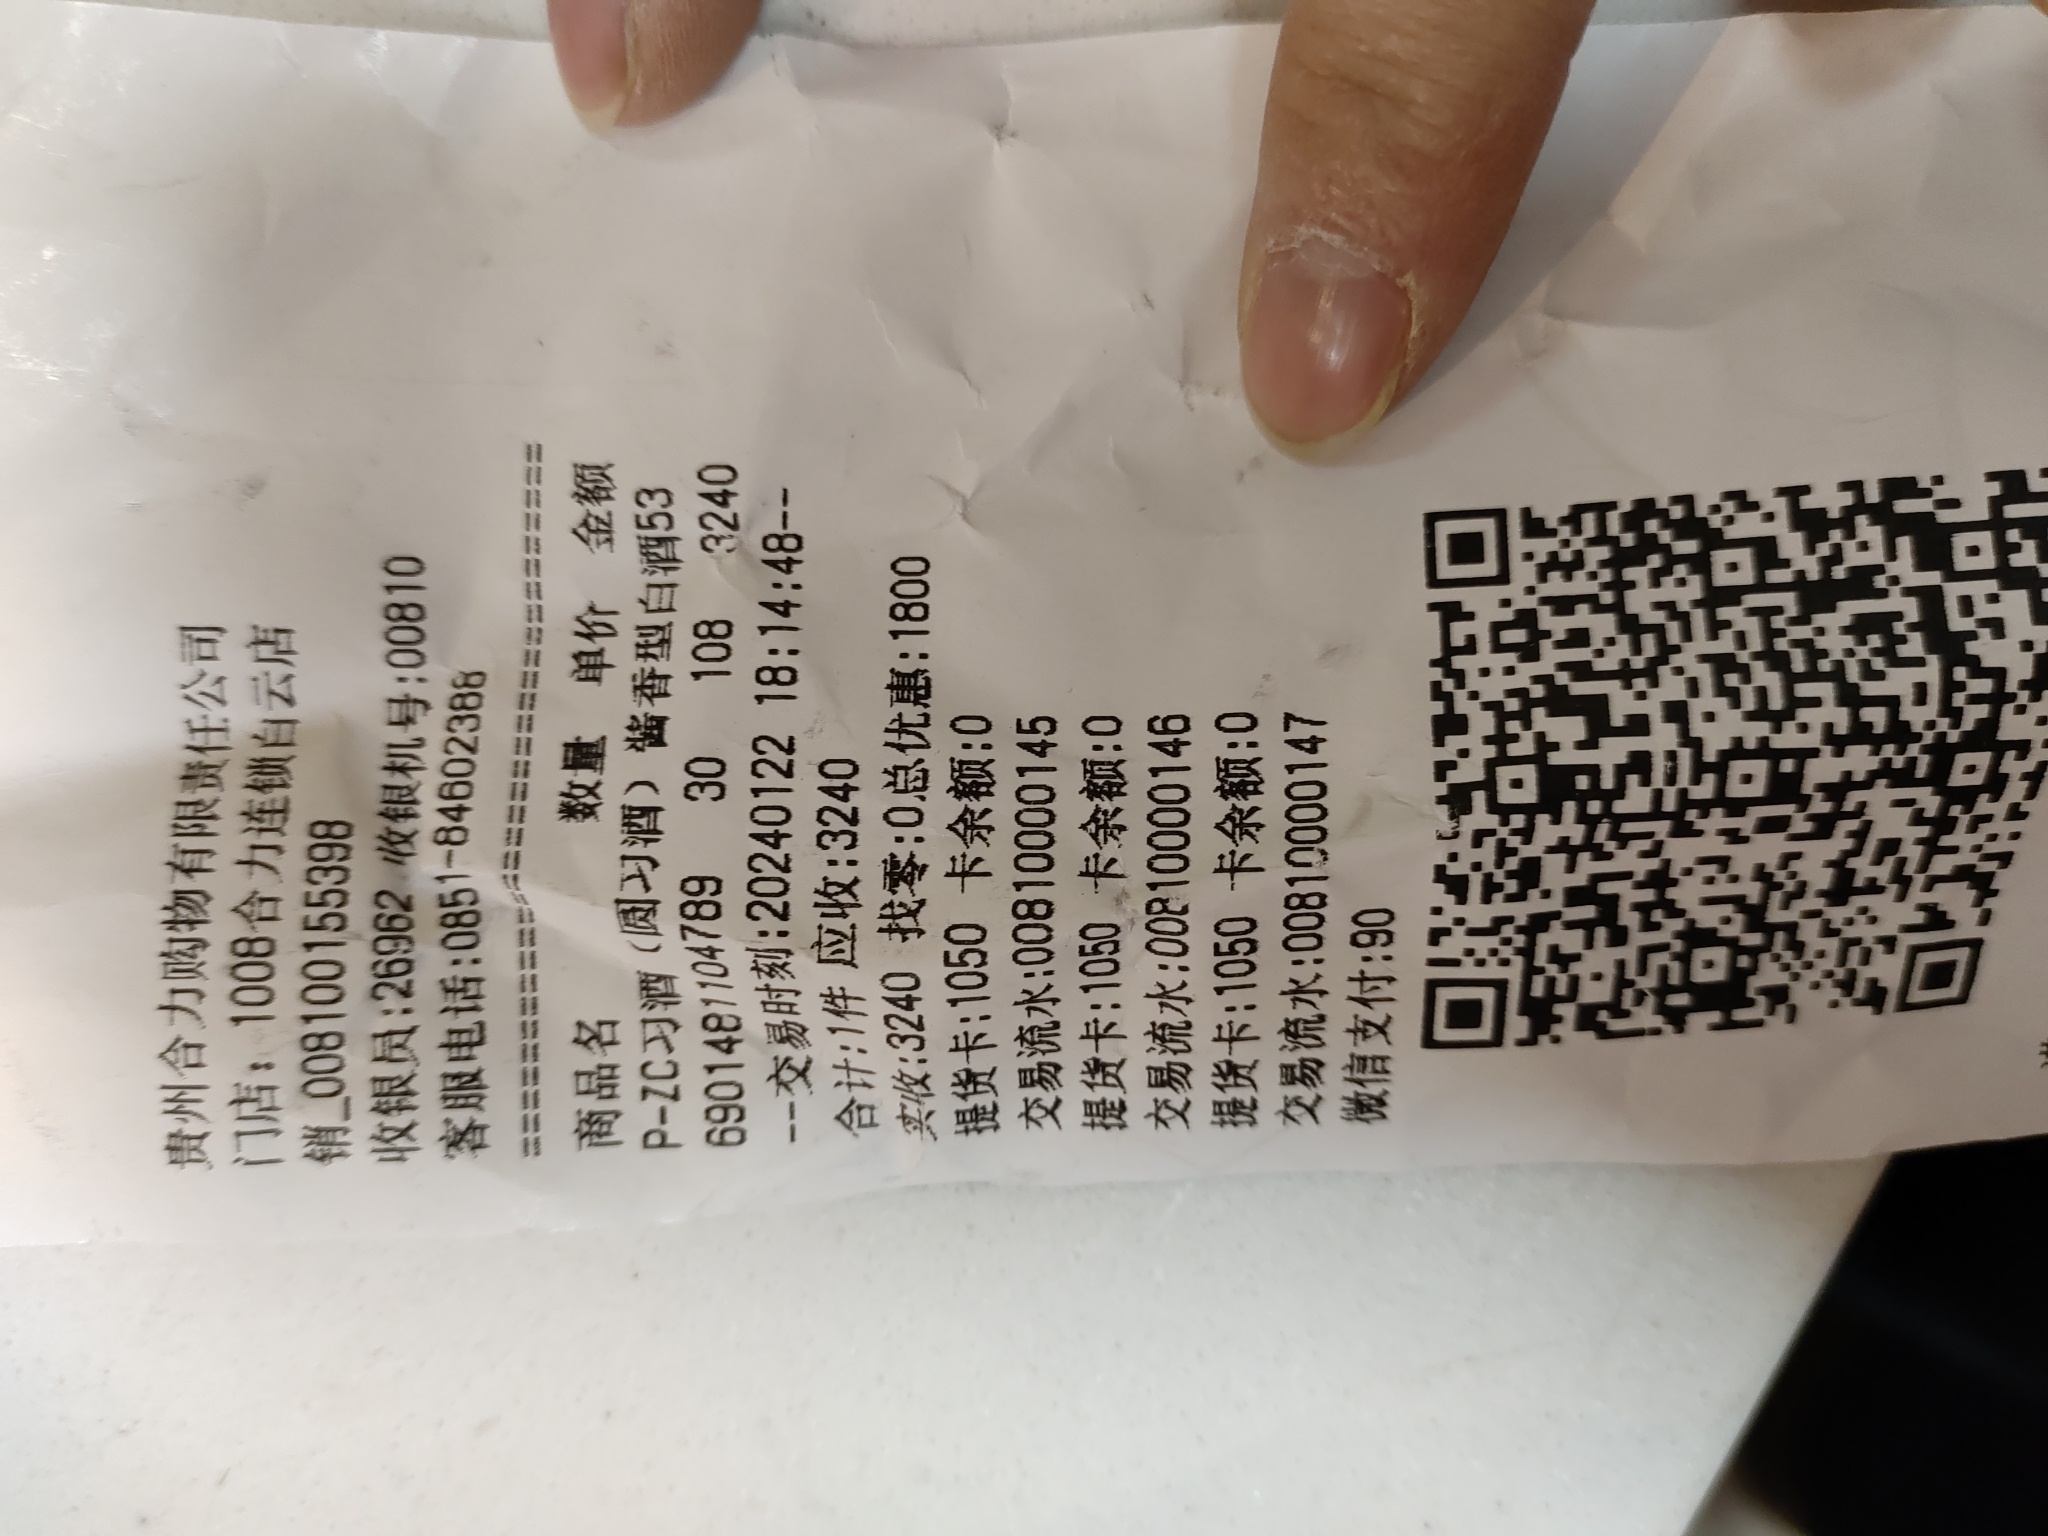 贵州合力购物有限责任公司
门店: 1008合力连锁白云店
销_00810015 5398
收银员:26962 收银机号:00810
客服电话:0851-84602388
==================================
商品名 数量 单价 金额
P-ZC习酒（圆习酒）酱香型白酒53
6901481104789 30 108 3240
--交易时刻:20240122 18:14:48--
合计:1件 应收:3240
实收:3240 找零:0总优惠:1800
提货卡:1050 卡余额:0
交易流水:00810000145
提货卡:1050 卡余额:0
交易流水:00810000146
提货卡:1050 卡余额:0
交易流水:00810000147
微信支付:90